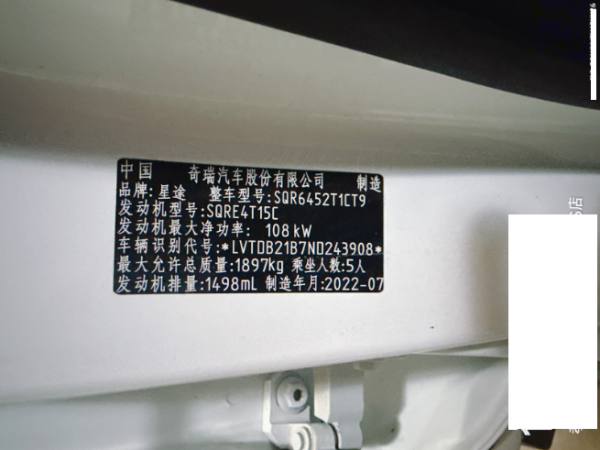 中国 奇瑞汽车股份有限公司 制造
品牌:星途 整车型号:SQR6452T1CT9
发动机型号:SQRE4T15C
发动机最大净功率: 108kW
车辆识别代号:*LVTDB21B7ND243908*
最大允许总质量:1897kg 乘坐人数:5人
发动机排量:1498mL 制造年月:2022-07
店